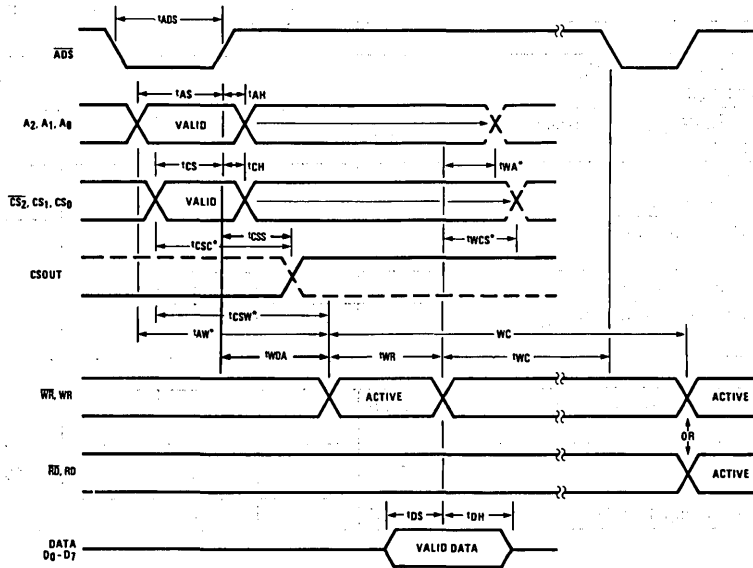 tADS
ADS
tAS tAH
A2, A1, A0 VALID
tWA*
tCS tCH
CS2, CS1, CS0 VALID
tCSS tWCS*
tCSC*
CSOUT
tCSW*
tAW* WC
tWDA tWR tWC
WR, WR ACTIVE ACTIVE
OR
RD, RD ACTIVE
tDS tDH
DATA
D0-D7 VALID DATA